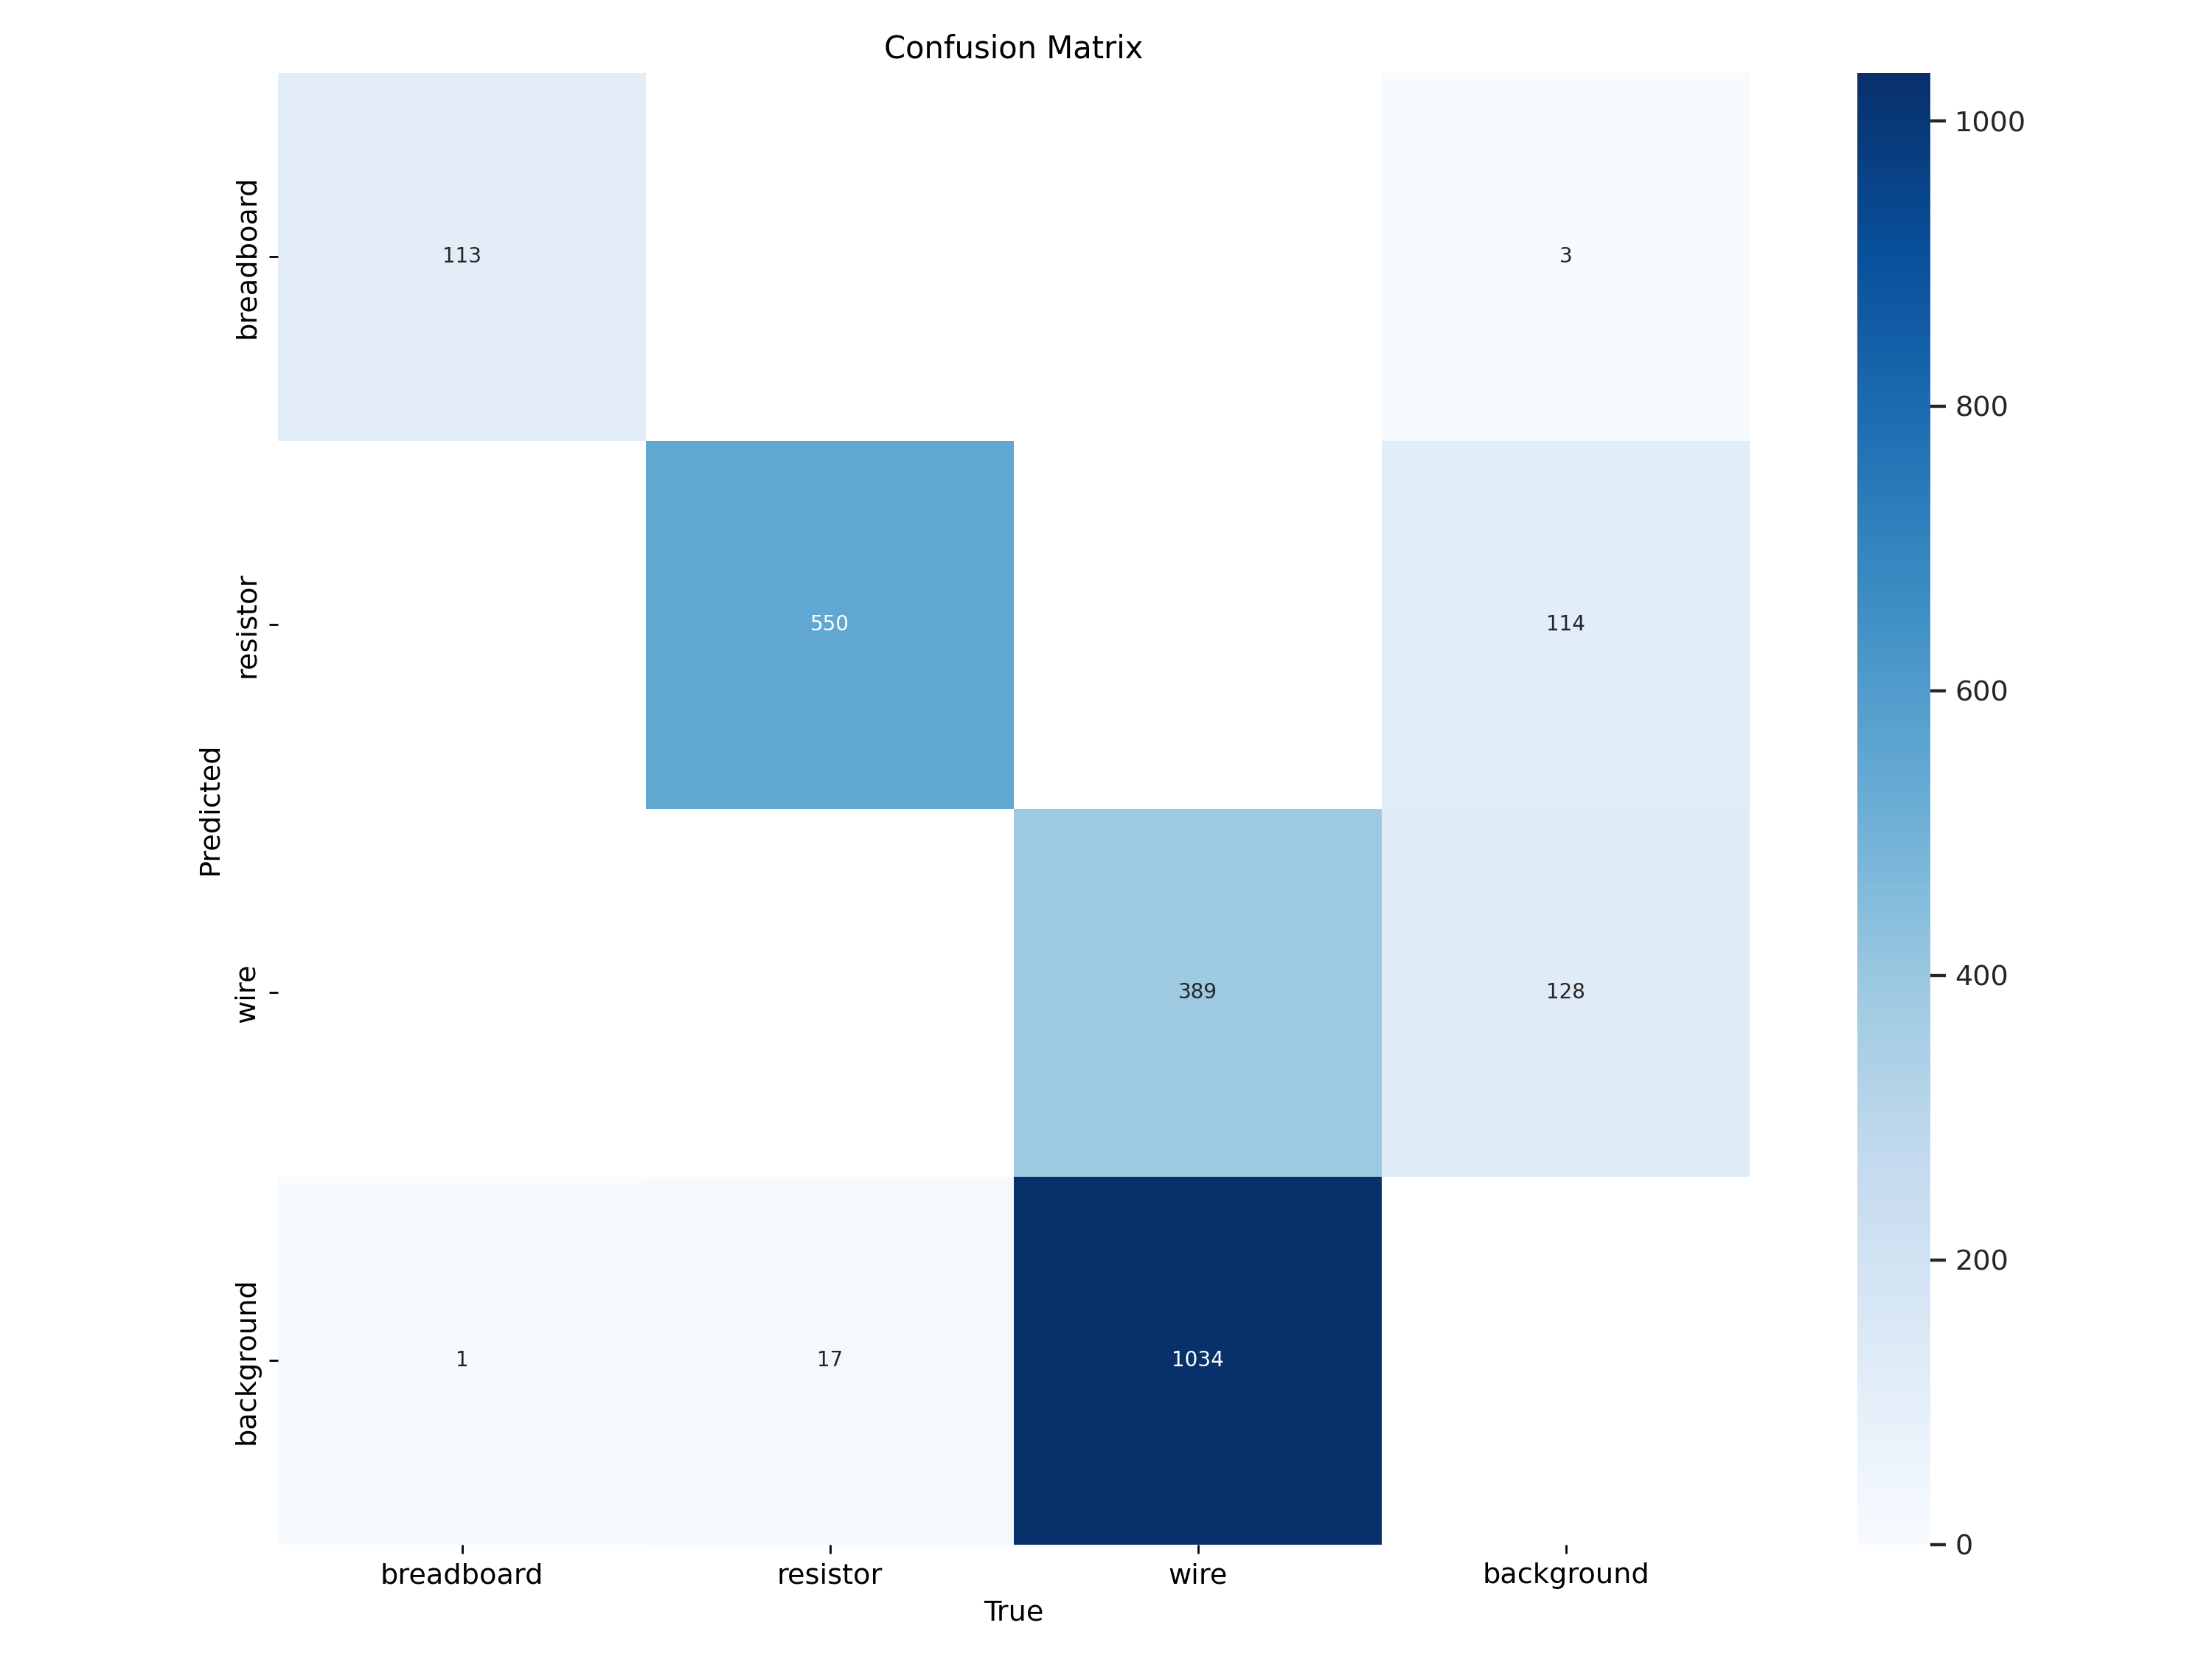 Confusion Matrix
breadboard
113
3
1000
800
resistor
550
114
600
Predicted
wire
389
128
400
200
background
1
17
1034
0
breadboard
resistor
wire
background
True